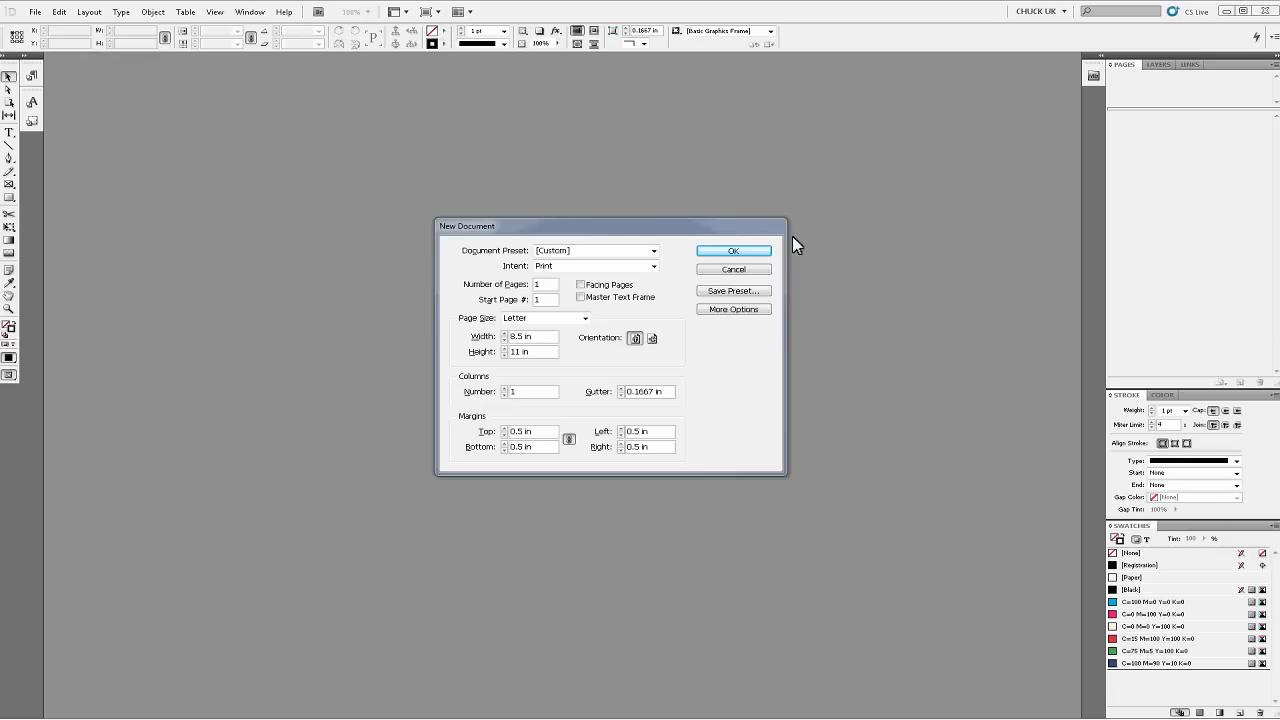 File Edit Layout Type Object Table View Window Help Br 100% CHUCK UK CS Live
X: W: 1 pt fx. 0.1667 in [Basic Graphics Frame]
Y: H: 100%
PAGES LAYERS LINKS
New Document
Document Preset: [Custom] OK
Intent: Print Cancel
Number of Pages: 1 Facing Pages Save Preset...
Start Page #: 1 Master Text Frame More Options
Page Size: Letter
Width: 8.5 in Orientation:
Height: 11 in
Columns
Number: 1 Gutter: 0.1667 in
Margins
Top: 0.5 in Left: 0.5 in
Bottom: 0.5 in Right: 0.5 in
STROKE COLOR
Weight: 1 pt Cap:
Miter Limit: 4 x Join:
Align Stroke:
Type:
Start: None
End: None
Gap Color: [None]
Gap Tint: 100%
SWATCHES
T Tint: 100 %
[None]
[Registration]
[Paper]
[Black]
C=100 M=0 Y=0 K=0
C=0 M=100 Y=0 K=0
C=0 M=0 Y=100 K=0
C=15 M=100 Y=100 K=0
C=75 M=5 Y=100 K=0
C=100 M=90 Y=10 K=0